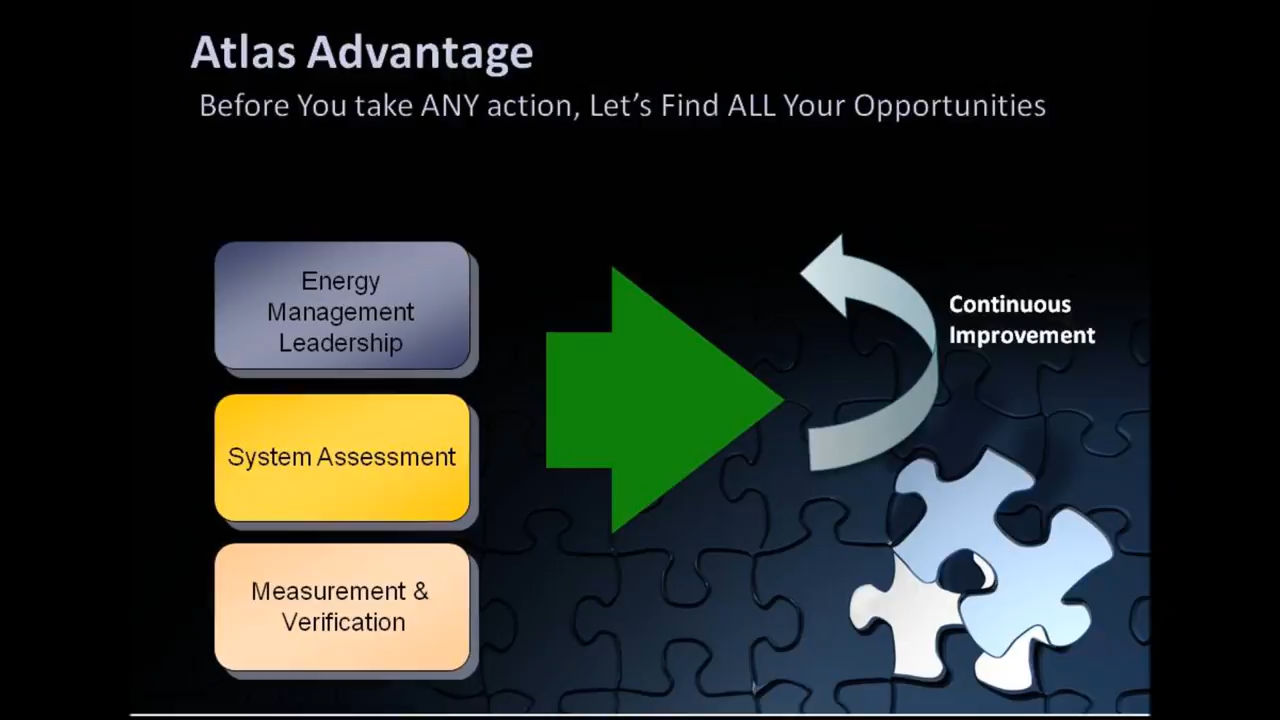 Atlas Advantage
Before You take ANY action, Let's Find ALL Your Opportunities
Energy
Management
Leadership
System Assessment
Measurement &
Verification
Continuous
Improvement